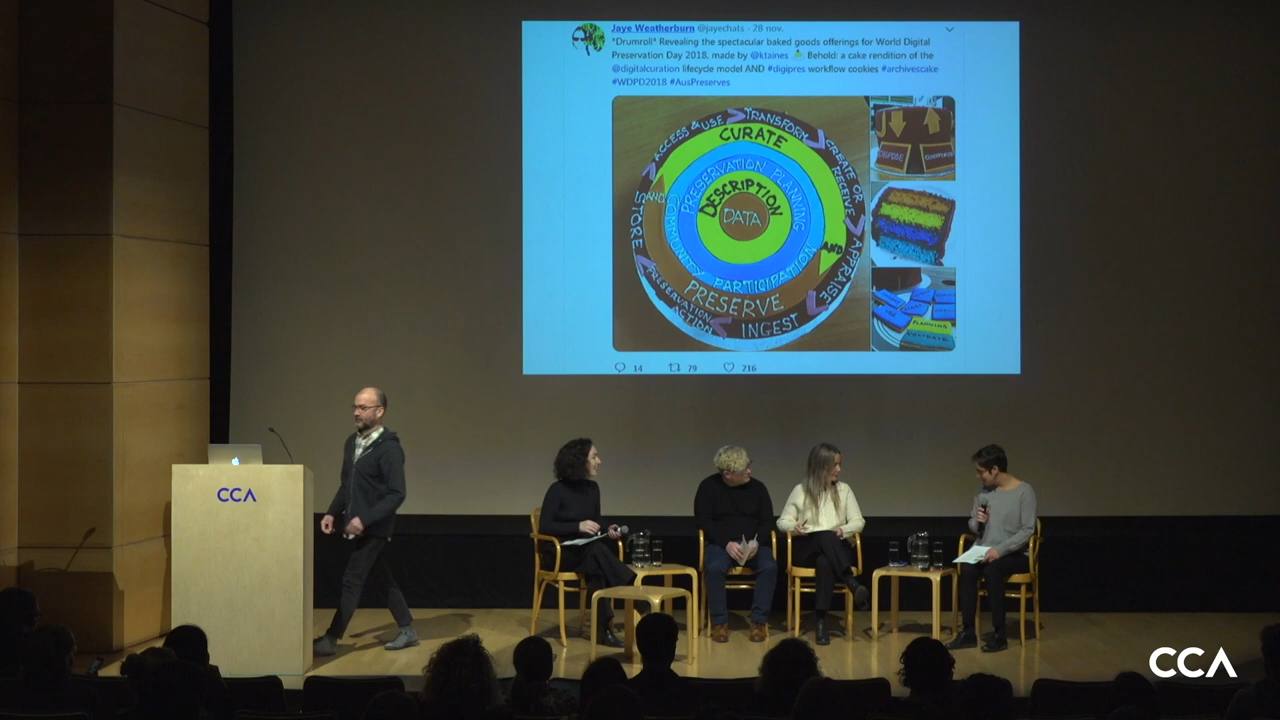 Jaye Weatherburn @jayechats - 28 nov.
*Drumroll* Revealing the spectacular baked goods offerings for World Digital
Preservation Day 2018, made by @ktaines Behold: a cake rendition of the
@digitalcuration lifecycle model AND #digipres workflow cookies #archivescake
#WDPD2018 #AusPreserves
ACCESS & USE
TRANSFORM
CREATE OR RECEIVE
APPRAISE
INGEST
PRESERVATION ACTION
STORE
CURATE
AND
PRESERVE
AND
PRESERVATION PLANNING
COMMUNITY PARTICIPATION
DESCRIPTION
DATA
DISPOSE
PLANNING
14 79 216
CCA
CCA